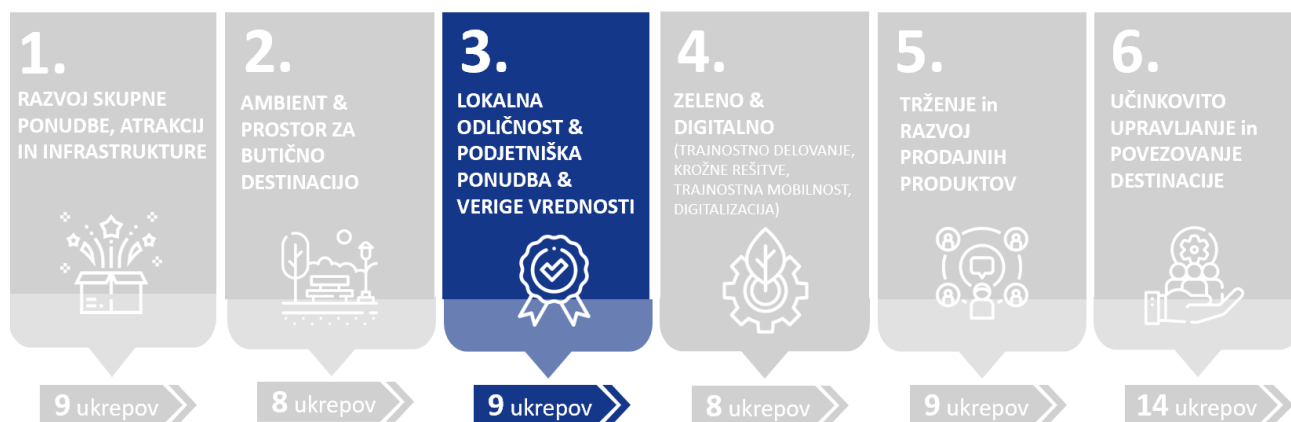 1.
RAZVOJ SKUPNE
PONUDBE, ATRAKCIJ
IN INFRASTRUKTURE
9 ukrepov
2.
AMBIENT &
PROSTOR ZA
BUTIČNO
DESTINACIJO
8 ukrepov
3.
LOKALNA
ODLIČNOST &
PODJETNIŠKA
PONUDBA &
VERIGE VREDNOSTI
9 ukrepov
4.
ZELENO &
DIGITALNO
(TRAJNOSTNO DELOVANJE,
KROŽNE REŠITVE,
TRAJNOSTNA MOBILNOST,
DIGITALIZACIJA)
8 ukrepov
5.
TRŽENJE in
RAZVOJ
PRODAJNIH
PRODUKTOV
9 ukrepov
6.
UČINKOVITO
UPRAVLJANJE in
POVEZOVANJE
DESTINACIJE
14 ukrepov